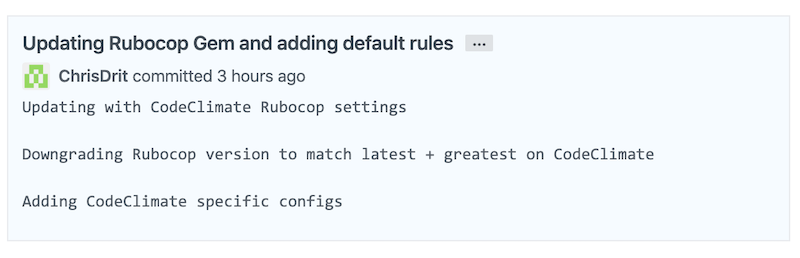 Updating Rubocop Gem and adding default rules ...
ChrisDrit committed 3 hours ago
Updating with CodeClimate Rubocop settings
Downgrading Rubocop version to match latest + greatest on CodeClimate
Adding CodeClimate specific configs